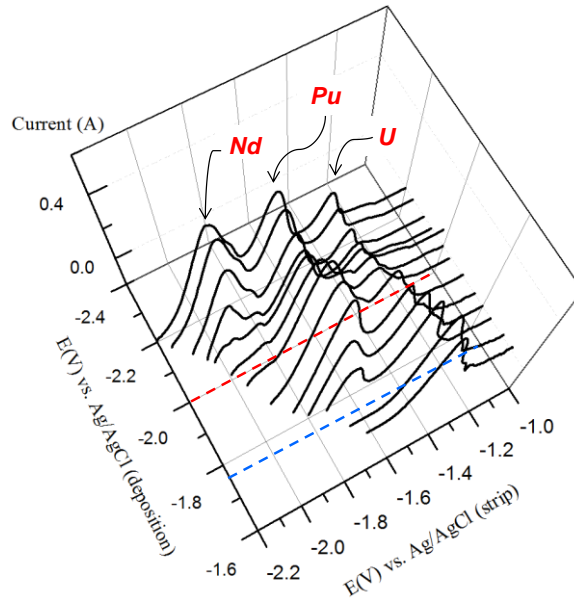 Pu
Current (A)
Nd
U
0.4
0.0
-2.4
-2.2
-2.0
-1.8
-1.6
E(V) vs. Ag/AgCl (deposition)
-2.2
-2.0
-1.8
-1.6
-1.4
-1.2
-1.0
E(V) vs. Ag/AgCl (strip)